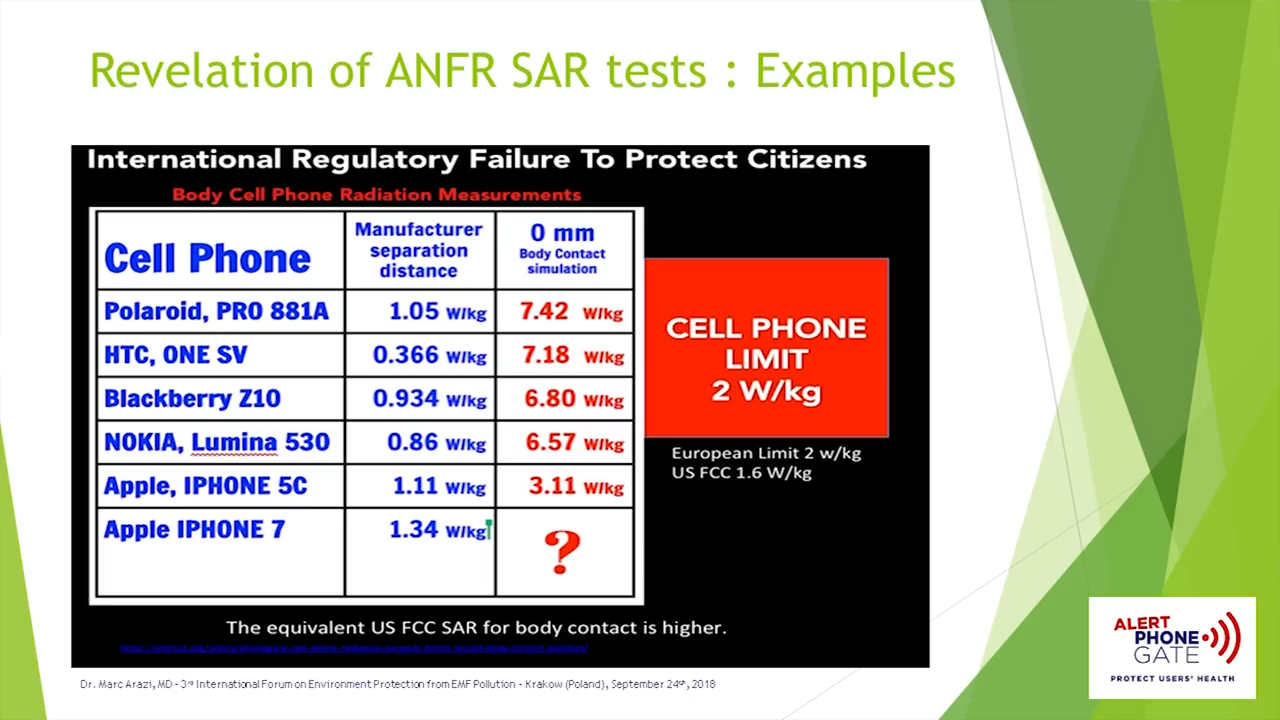 Revelation of ANFR SAR tests : Examples
International Regulatory Failure To Protect Citizens
Body Cell Phone Radiation Measurements
Cell Phone
Manufacturer
separation
distance
0 mm
Body Contact
simulation
Polaroid, PRO 881A 1.05 W/kg 7.42 W/kg
HTC, ONE SV 0.366 W/kg 7.18 W/kg
Blackberry Z10 0.934 W/kg 6.80 W/kg
NOKIA, Lumina 530 0.86 W/kg 6.57 W/kg
Apple, IPHONE 5C 1.11 W/kg 3.11 W/kg
Apple IPHONE 7 1.34 W/kg ?
CELL PHONE
LIMIT
2 W/kg
European Limit 2 w/kg
US FCC 1.6 W/kg
The equivalent US FCC SAR for body contact is higher.
Dr. Marc Arazi, MD - 3rd International Forum on Environment Protection from EMF Pollution - Krakow (Poland), September 24th, 2018
ALERT
PHONE
GATE
PROTECT USERS' HEALTH